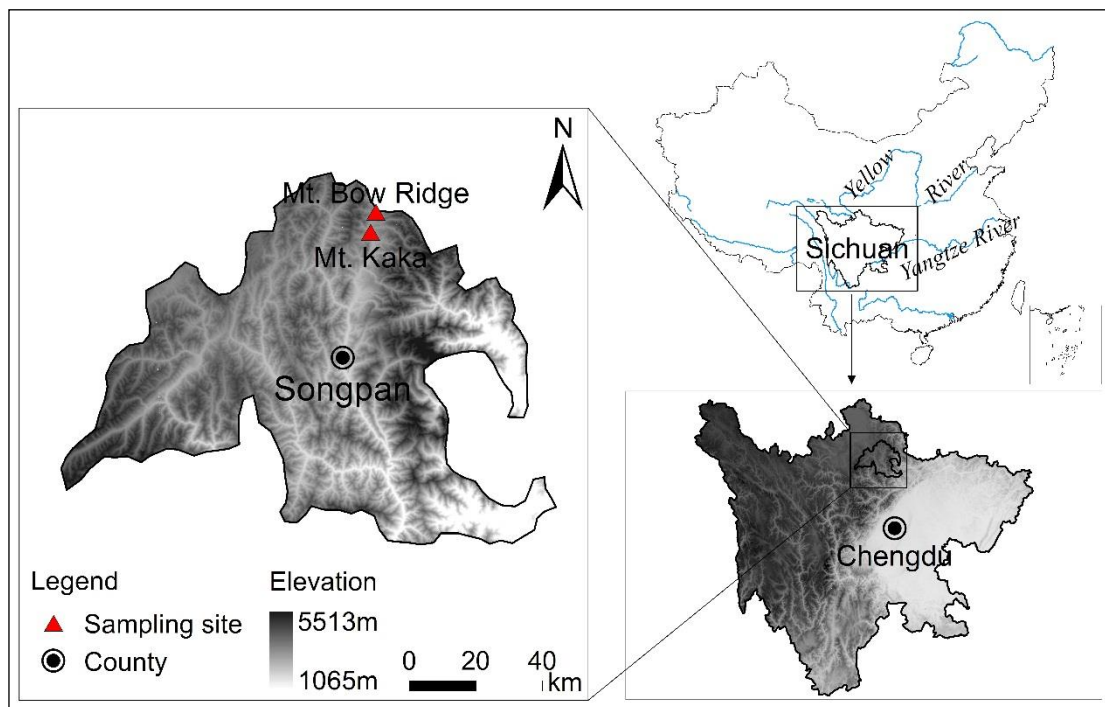 N
Mt. Bow Ridge
Mt. Kaka
Songpan
Legend
Sampling site
County
Elevation
5513m
1065m
0 20 40
km
Yellow River
Sichuan
Yangtze River
Chengdu